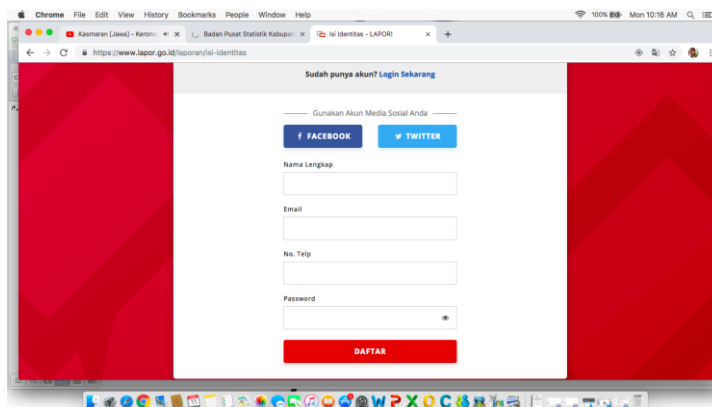 Chrome File Edit View History Bookmarks People Window Help 100% Mon 10:16 AM
Kasmaran [Jawa] - Keronc Badan Pusat Statistik Kabupat Isi Identitas - LAPOR!
https://www.lapor.go.id/laporan/isi-identitas
Sudah punya akun? Login Sekarang
Gunakan Akun Media Sosial Anda
FACEBOOK TWITTER
Nama Lengkap
Email
No. Telp
Password
DAFTAR